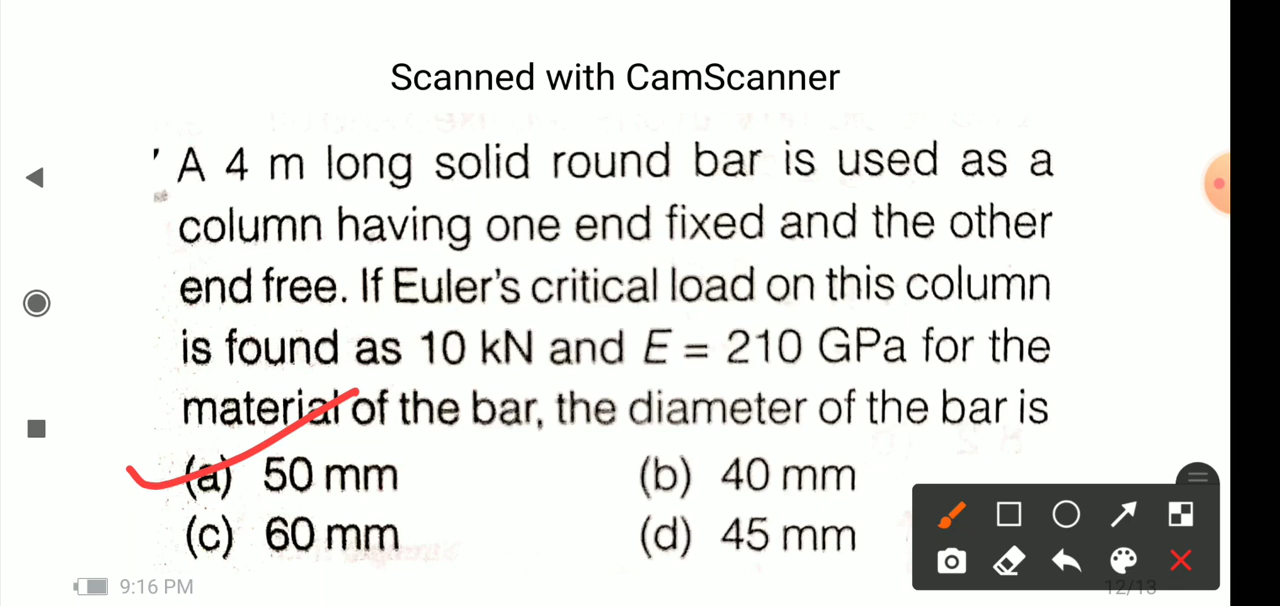 Scanned with CamScanner
' A 4 m long solid round bar is used as a
column having one end fixed and the other
end free. If Euler's critical load on this column
is found as 10 kN and E = 210 GPa for the
material of the bar, the diameter of the bar is
(a) 50 mm (b) 40 mm
(c) 60 mm (d) 45 mm
9:16 PM 12/13